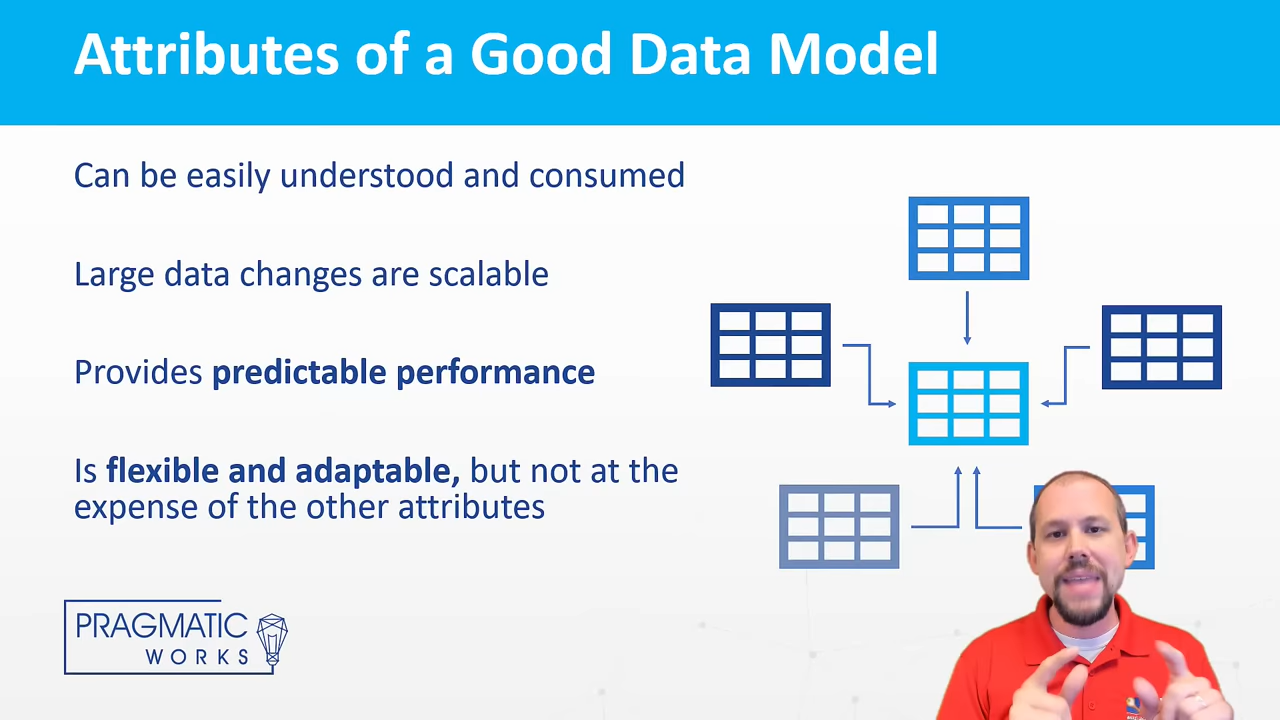 Attributes of a Good Data Model
Can be easily understood and consumed
Large data changes are scalable
Provides predictable performance
Is flexible and adaptable, but not at the
expense of the other attributes
PRAGMATIC
WORKS